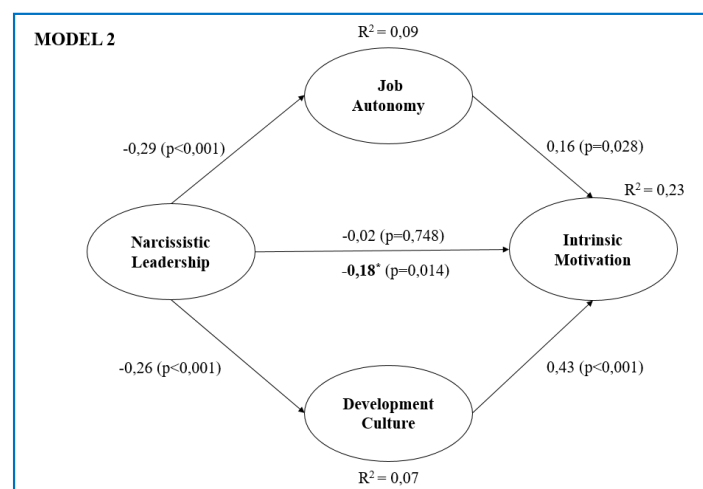 R² = 0,09
MODEL 2
Job
Autonomy
-0,29 (p<0,001)
0,16 (p=0,028)
R² = 0,23
Narcissistic
Leadership
-0,02 (p=0,748)
-0,18* (p=0,014)
Intrinsic
Motivation
-0,26 (p<0,001)
0,43 (p<0,001)
Development
Culture
R² = 0,07